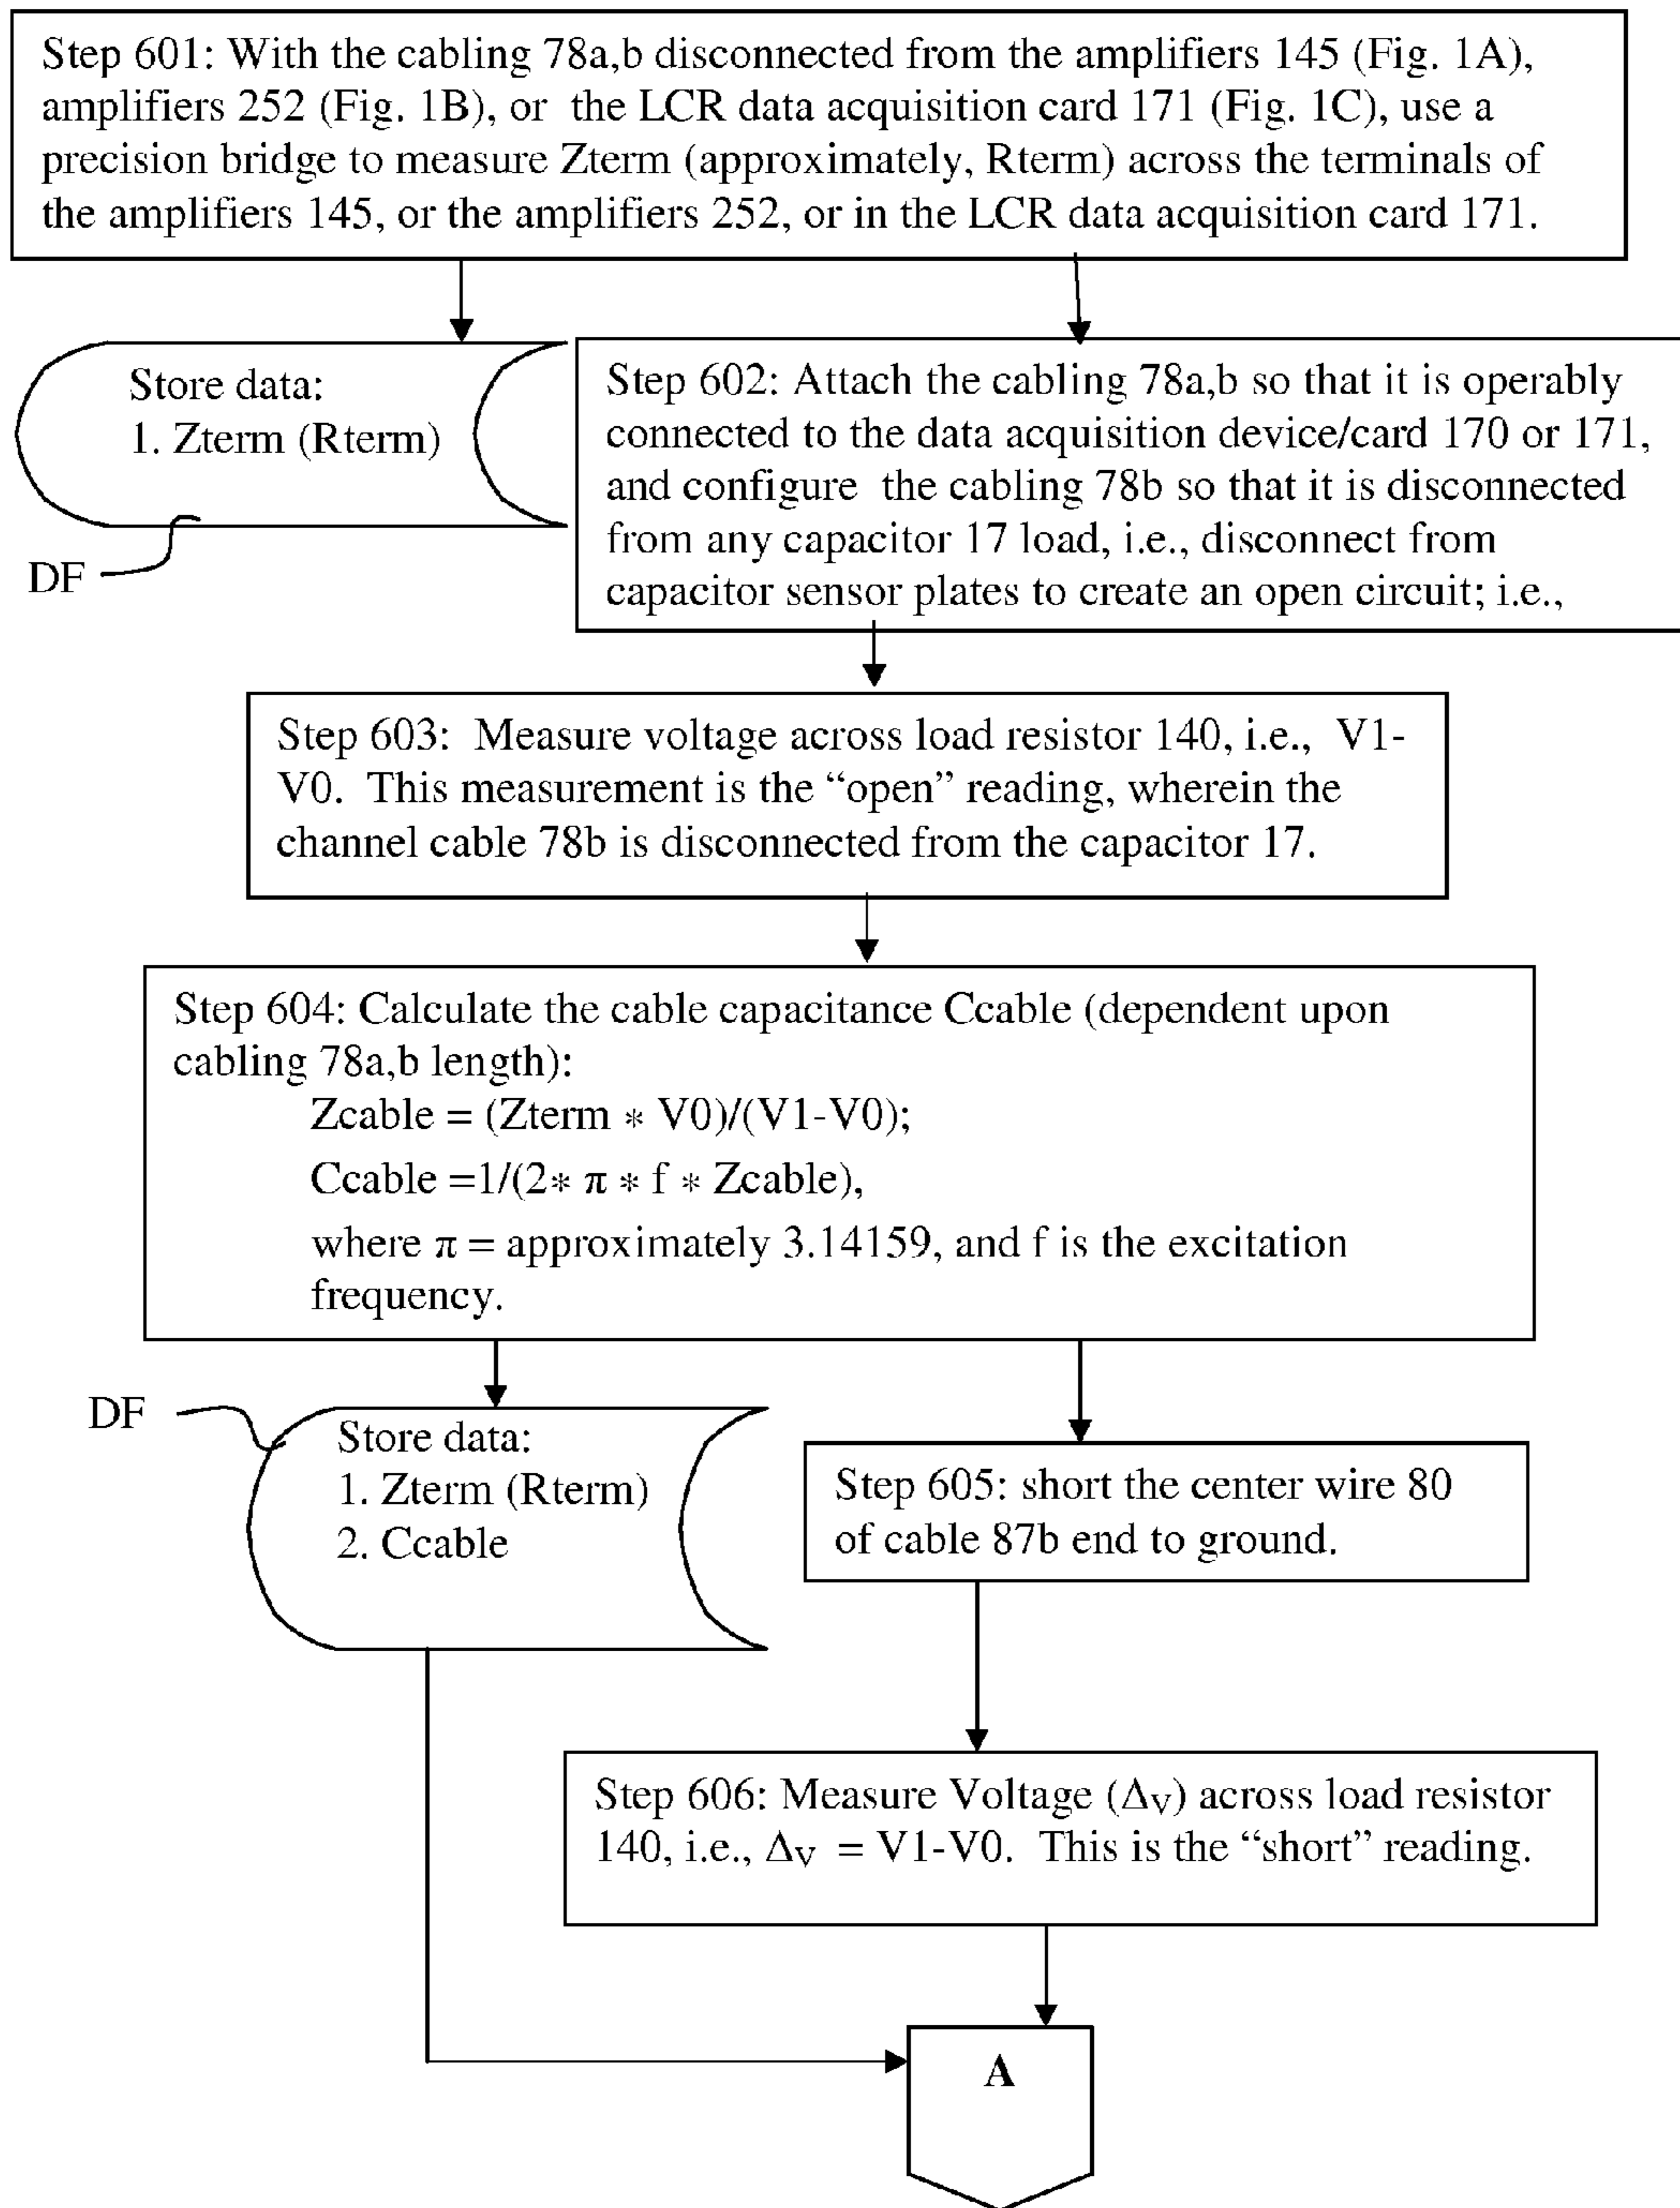 Step 601: With the cabling 78a,b disconnected from the amplifiers 145 (Fig. 1A),
amplifiers 252 (Fig. 1B), or the LCR data acquisition card 171 (Fig. 1C), use a
precision bridge to measure Zterm (approximately, Rterm) across the terminals of
the amplifiers 145, or the amplifiers 252, or in the LCR data acquisition card 171.
Store data:
1. Zterm (Rterm)
DF
Step 602: Attach the cabling 78a,b so that it is operably
connected to the data acquisition device/card 170 or 171,
and configure the cabling 78b so that it is disconnected
from any capacitor 17 load, i.e., disconnect from
capacitor sensor plates to create an open circuit; i.e.,
Step 603: Measure voltage across load resistor 140, i.e., V1-
V0. This measurement is the “open” reading, wherein the
channel cable 78b is disconnected from the capacitor 17.
Step 604: Calculate the cable capacitance Ccable (dependent upon
cabling 78a,b length):
Zcable = (Zterm * V0)/(V1-V0);
Ccable =1/(2* π * f * Zcable),
where π = approximately 3.14159, and f is the excitation
frequency.
DF
Store data:
1. Zterm (Rterm)
2. Ccable
Step 605: short the center wire 80
of cable 87b end to ground.
Step 606: Measure Voltage (Δv) across load resistor
140, i.e., Δv = V1-V0. This is the “short” reading.
A